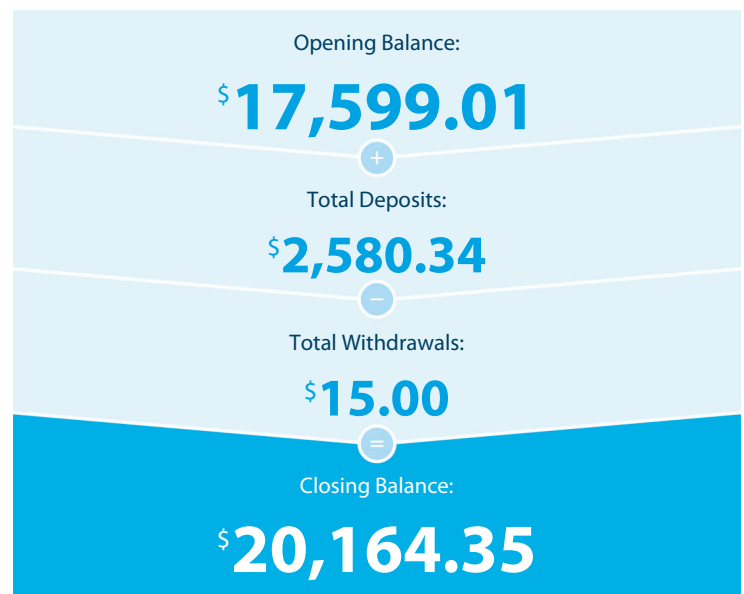 Opening Balance:
$17,599.01
+
Total Deposits:
$2,580.34
−
Total Withdrawals:
$15.00
=
Closing Balance:
$20,164.35